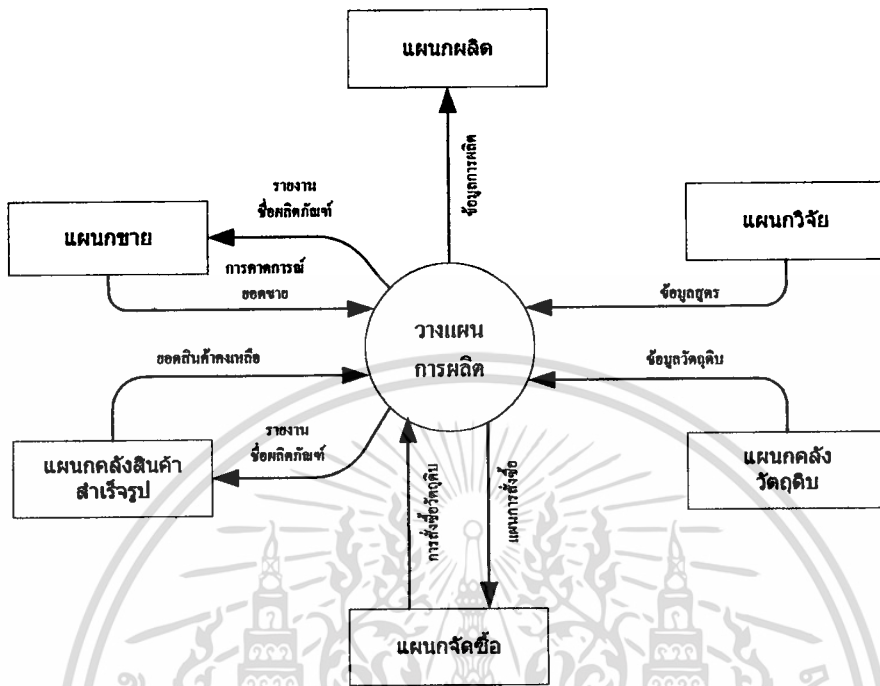 แผนกผลิต
ข้อมูลการผลิต
รายงาน
ชื่อผลิตภัณฑ์
แผนกขาย
แผนกวิจัย
การคาดการณ์
ยอดขาย
ข้อมูลสูตร
วางแผน
การผลิต
ยอดสินค้าคงเหลือ
ข้อมูลวัตถุดิบ
รายงาน
ชื่อผลิตภัณฑ์
แผนกคลังสินค้า
สำเร็จรูป
แผนกคลัง
วัตถุดิบ
การสั่งซื้อวัตถุดิบ
แผนการสั่งซื้อ
แผนกจัดซื้อ